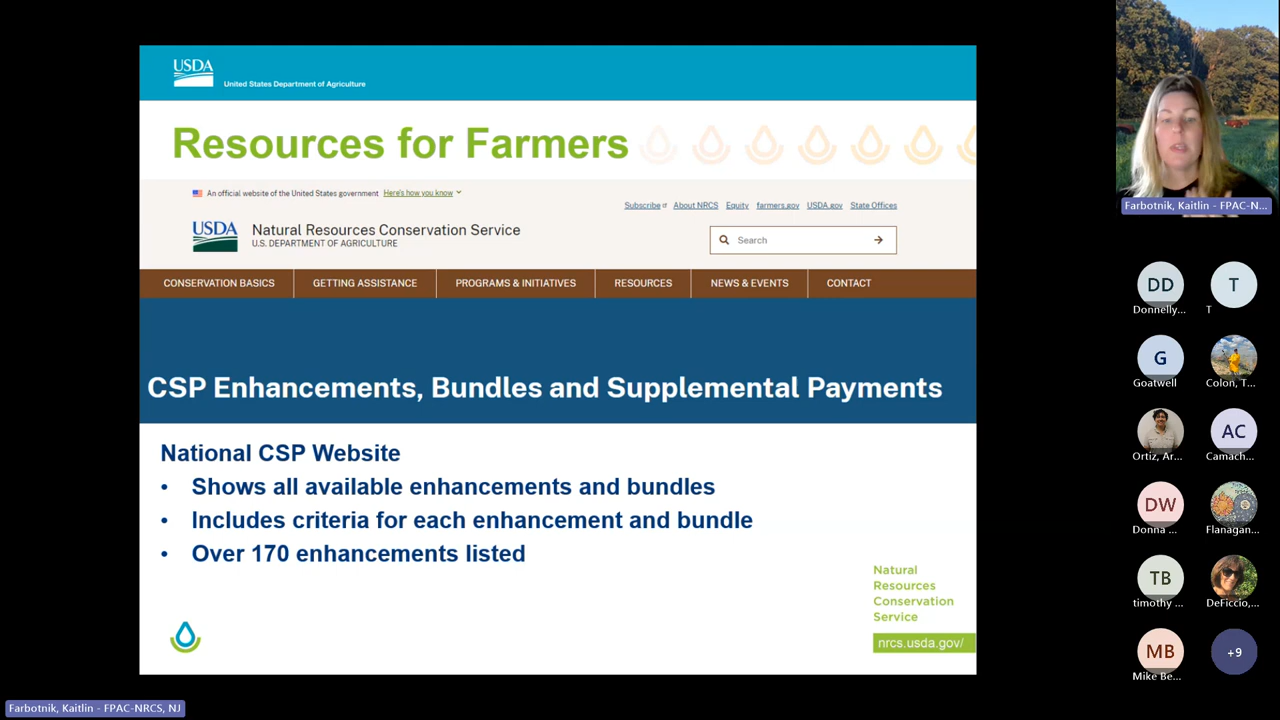 USDA
United States Department of Agriculture
Resources for Farmers
An official website of the United States government Here's how you know
Subscribe About NRCS Equity farmers.gov USDA.gov State Offices
USDA
Natural Resources Conservation Service
U.S. DEPARTMENT OF AGRICULTURE
Search
CONSERVATION BASICS GETTING ASSISTANCE PROGRAMS & INITIATIVES RESOURCES NEWS & EVENTS CONTACT
CSP Enhancements, Bundles and Supplemental Payments
National CSP Website
• Shows all available enhancements and bundles
• Includes criteria for each enhancement and bundle
• Over 170 enhancements listed
Natural
Resources
Conservation
Service
nrcs.usda.gov/
Farbotnik, Kaitlin - FPAC-N...
DD
Donnelly...
T
T
G
Goatwell
Colon, T...
Ortiz, Ar...
AC
Camach...
DW
Donna ...
Flanagan...
TB
timothy ...
DeFiccio,...
MB
Mike Be...
+9
Farbotnik, Kaitlin - FPAC-NRCS, NJ